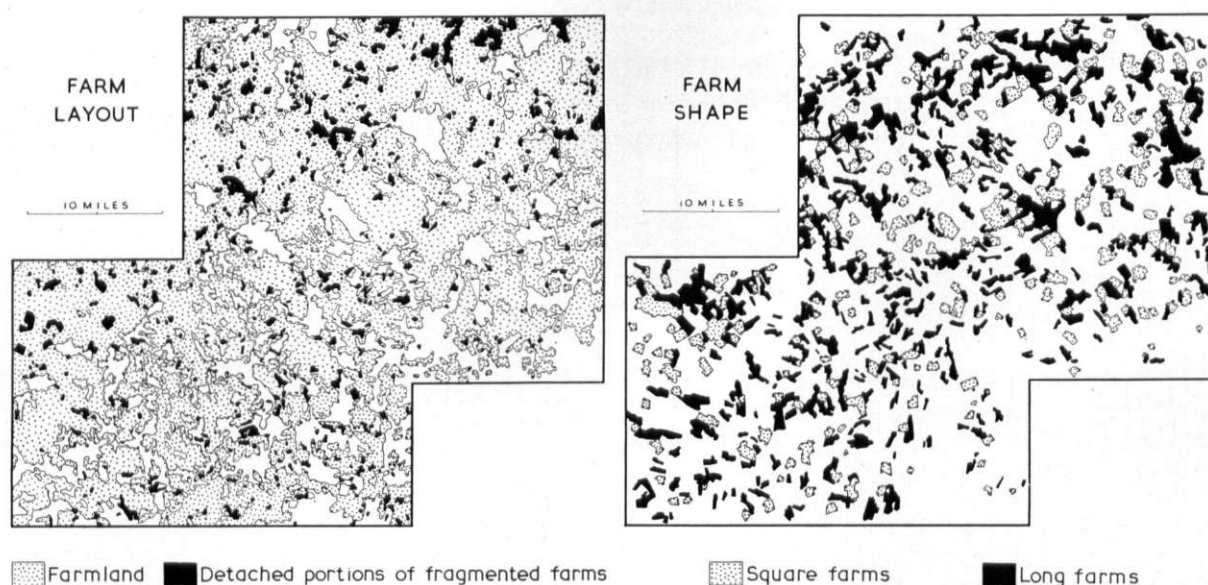 FARM
LAYOUT
10 MILES
FARM
SHAPE
10 MILES
Farmland
Detached portions of fragmented farms
Square farms
Long farms